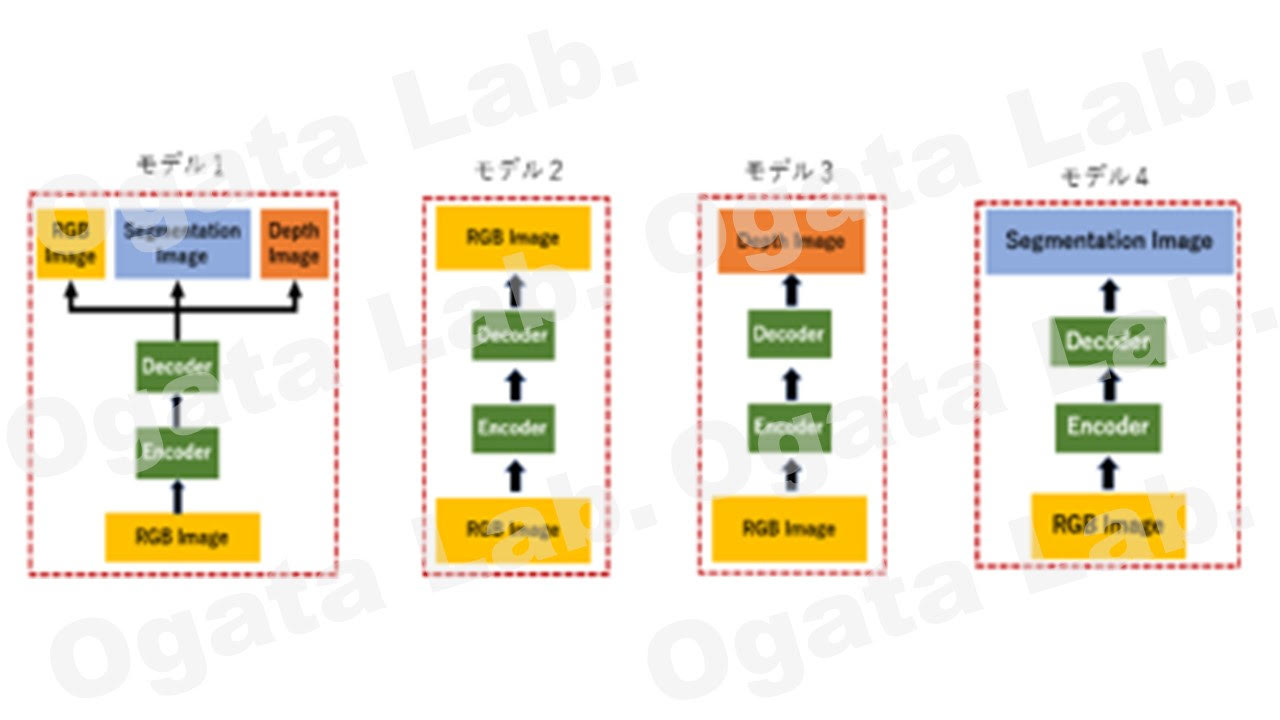 モデル1
RGB
Image
Segmentation
Image
Depth
Image
Decoder
Encoder
RGB Image
モデル2
RGB Image
Decoder
Encoder
RGB Image
モデル3
Depth Image
Decoder
Encoder
RGB Image
モデル4
Segmentation Image
Decoder
Encoder
RGB Image
Ogata Lab.
Ogata Lab.
Ogata Lab.
Ogata Lab.
Ogata Lab.
Ogata Lab.